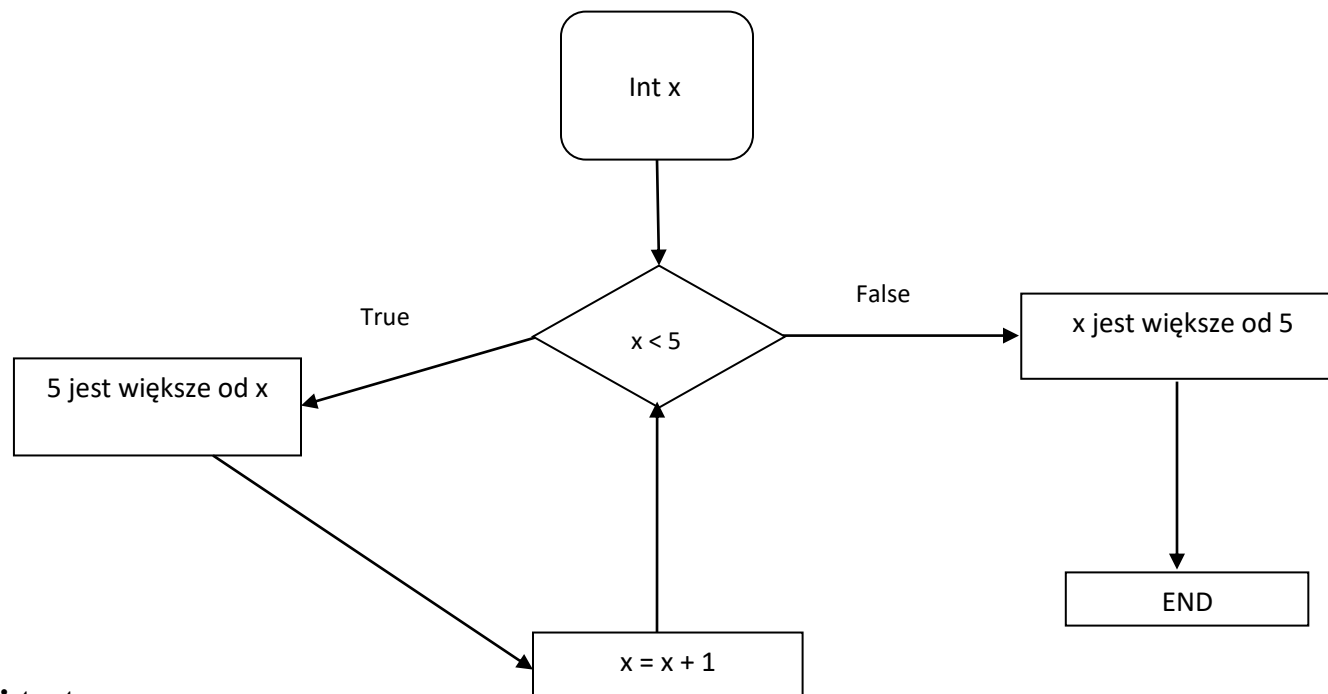 Int x
False
True
x < 5
x jest większe od 5
5 jest większe od x
END
x = x + 1